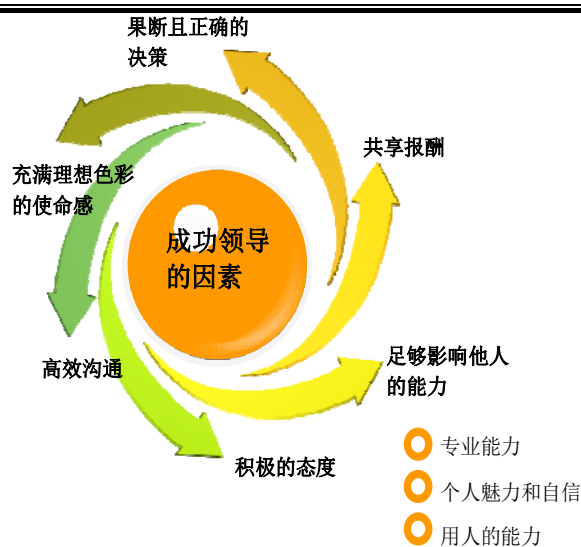 果断且正确的
决策
共享报酬
充满理想色彩
的使命感
成功领导
的因素
高效沟通
足够影响他人
的能力
积极的态度
专业能力
个人魅力和自信
用人的能力